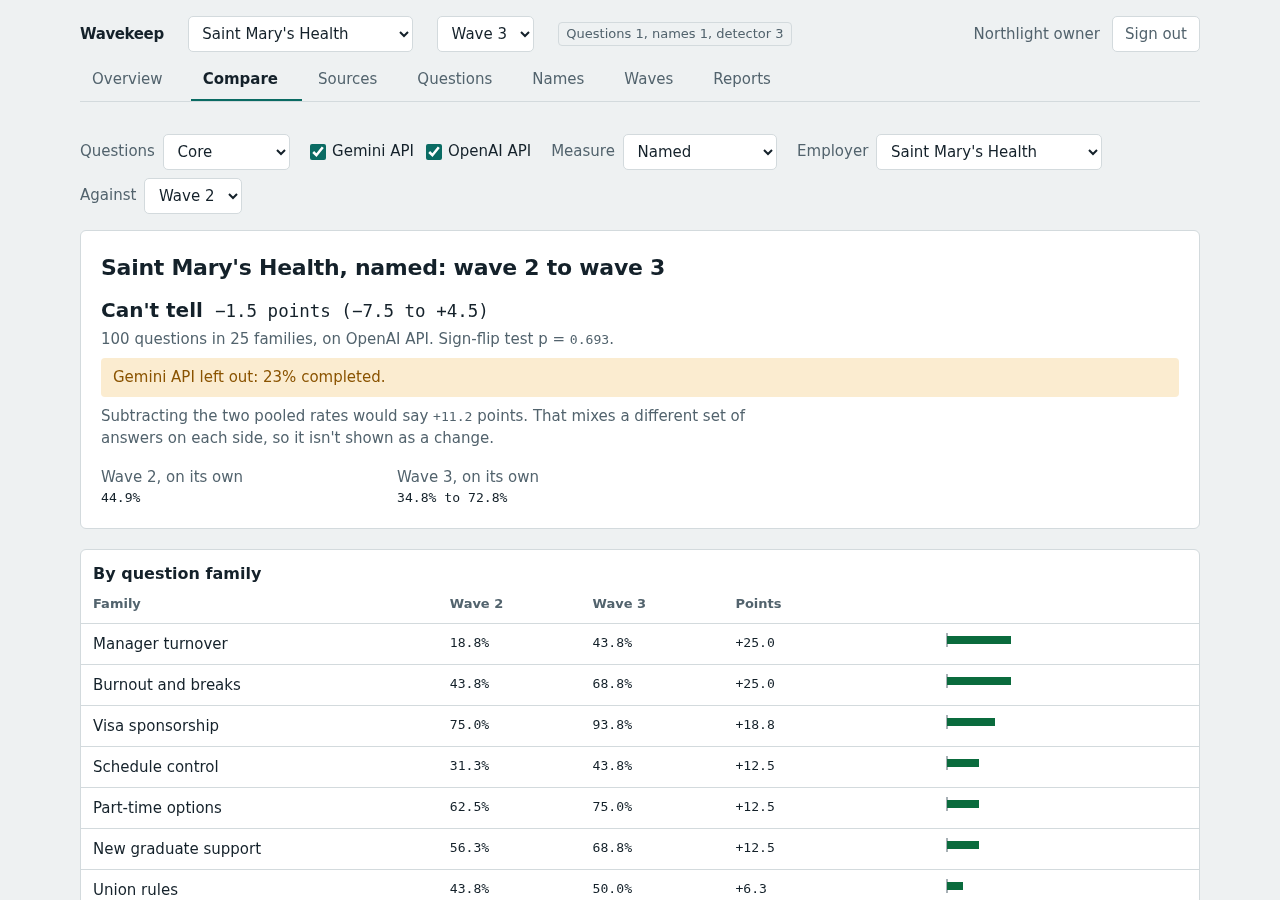 Wavekeep Saint Mary's Health Wave 3 Questions 1, names 1, detector 3 Northlight owner Sign out
Overview Compare Sources Questions Names Waves Reports
Questions Core Gemini API OpenAI API Measure Named Employer Saint Mary's Health
Against Wave 2
Saint Mary's Health, named: wave 2 to wave 3
Can't tell −1.5 points (−7.5 to +4.5)
100 questions in 25 families, on OpenAI API. Sign-flip test p = 0.693.
Gemini API left out: 23% completed.
Subtracting the two pooled rates would say +11.2 points. That mixes a different set of
answers on each side, so it isn't shown as a change.
Wave 2, on its own Wave 3, on its own
44.9% 34.8% to 72.8%
By question family
Family Wave 2 Wave 3 Points
Manager turnover 18.8% 43.8% +25.0
Burnout and breaks 43.8% 68.8% +25.0
Visa sponsorship 75.0% 93.8% +18.8
Schedule control 31.3% 43.8% +12.5
Part-time options 62.5% 75.0% +12.5
New graduate support 56.3% 68.8% +12.5
Union rules 43.8% 50.0% +6.3